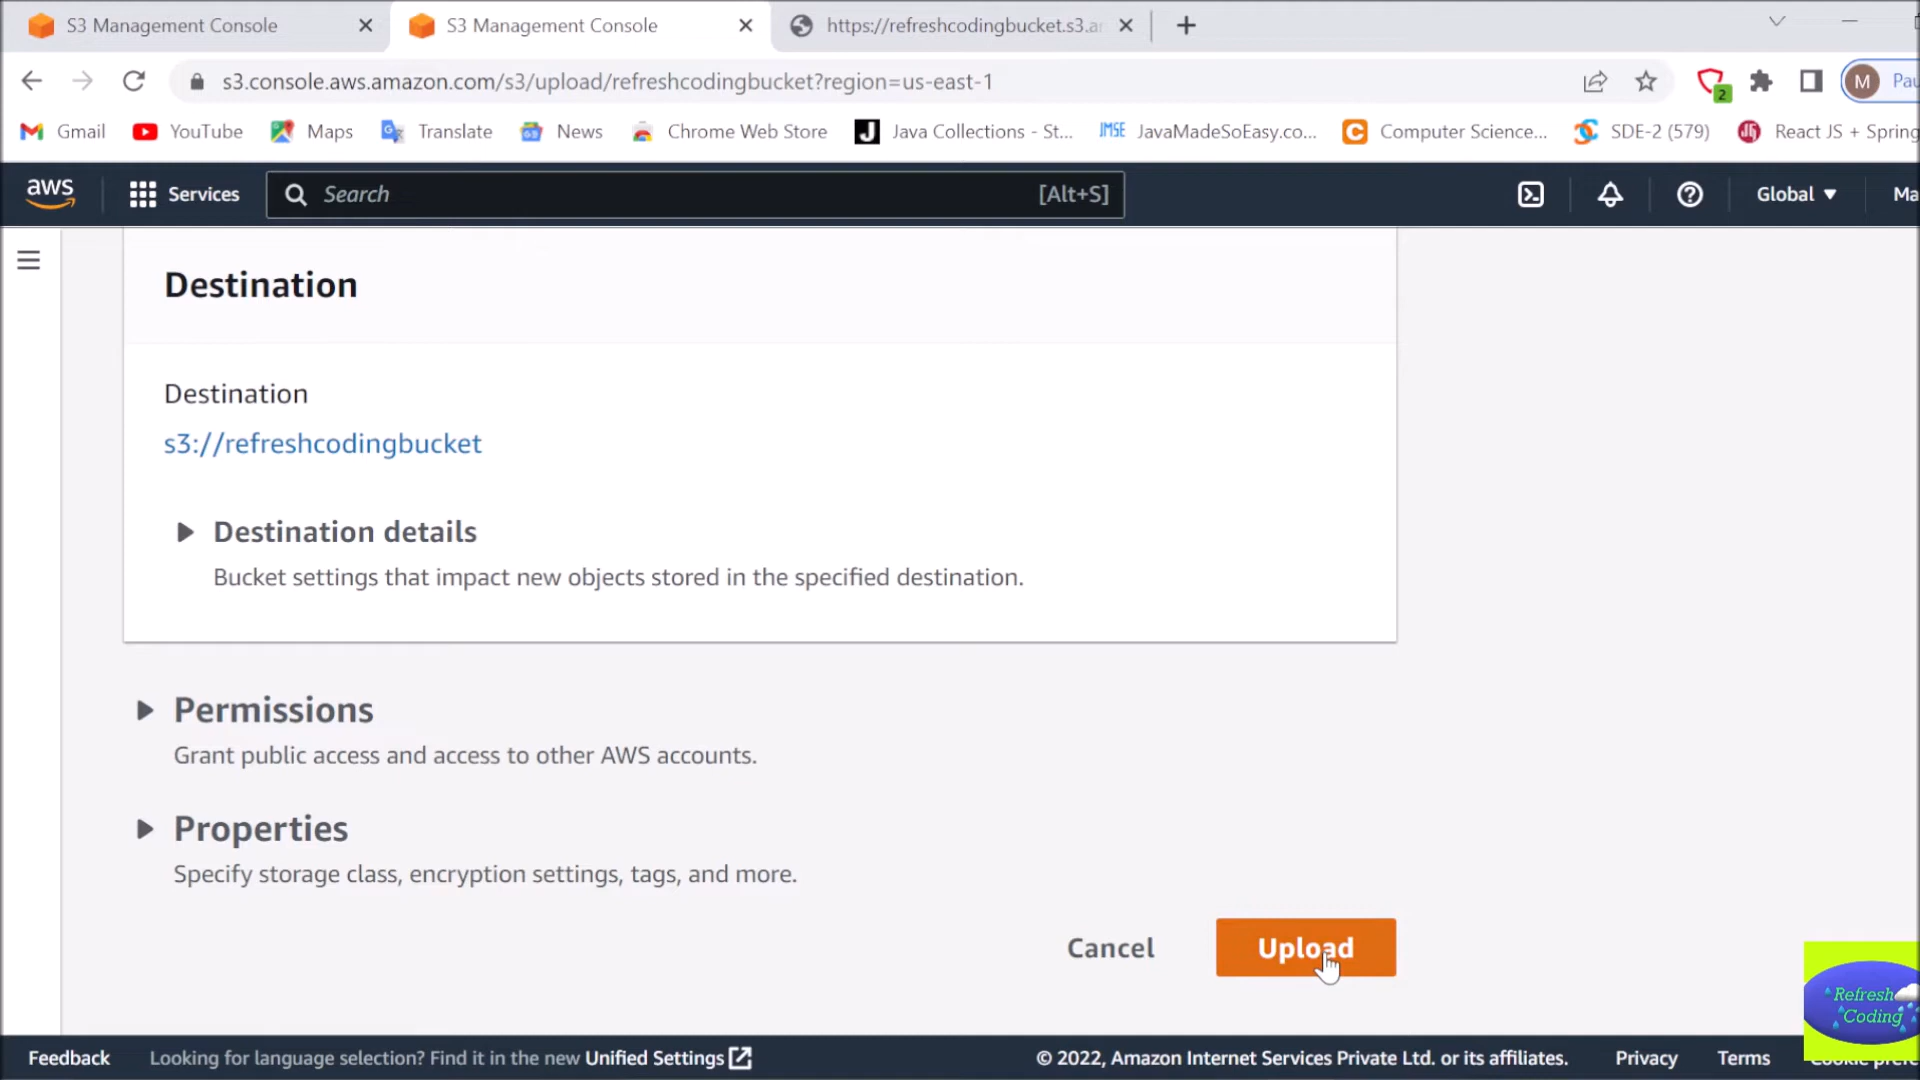 S3 Management Console
S3 Management Console
https://refreshcodingbucket.s3.ar
s3.console.aws.amazon.com/s3/upload/refreshcodingbucket?region=us-east-1
2
M
Pau
Gmail
YouTube
Maps
Translate
News
Chrome Web Store
J
Java Collections - St...
JMSE
JavaMadeSoEasy.co...
C
Computer Science...
SDE-2 (579)
React JS + Spring
aws
Services
Search
[Alt+S]
Global
Ma
Destination
Destination
s3://refreshcodingbucket
Destination details
Bucket settings that impact new objects stored in the specified destination.
Permissions
Grant public access and access to other AWS accounts.
Properties
Specify storage class, encryption settings, tags, and more.
Cancel
Upload
Refresh
Coding
Feedback
Looking for language selection? Find it in the new Unified Settings
© 2022, Amazon Internet Services Private Ltd. or its affiliates.
Privacy
Terms